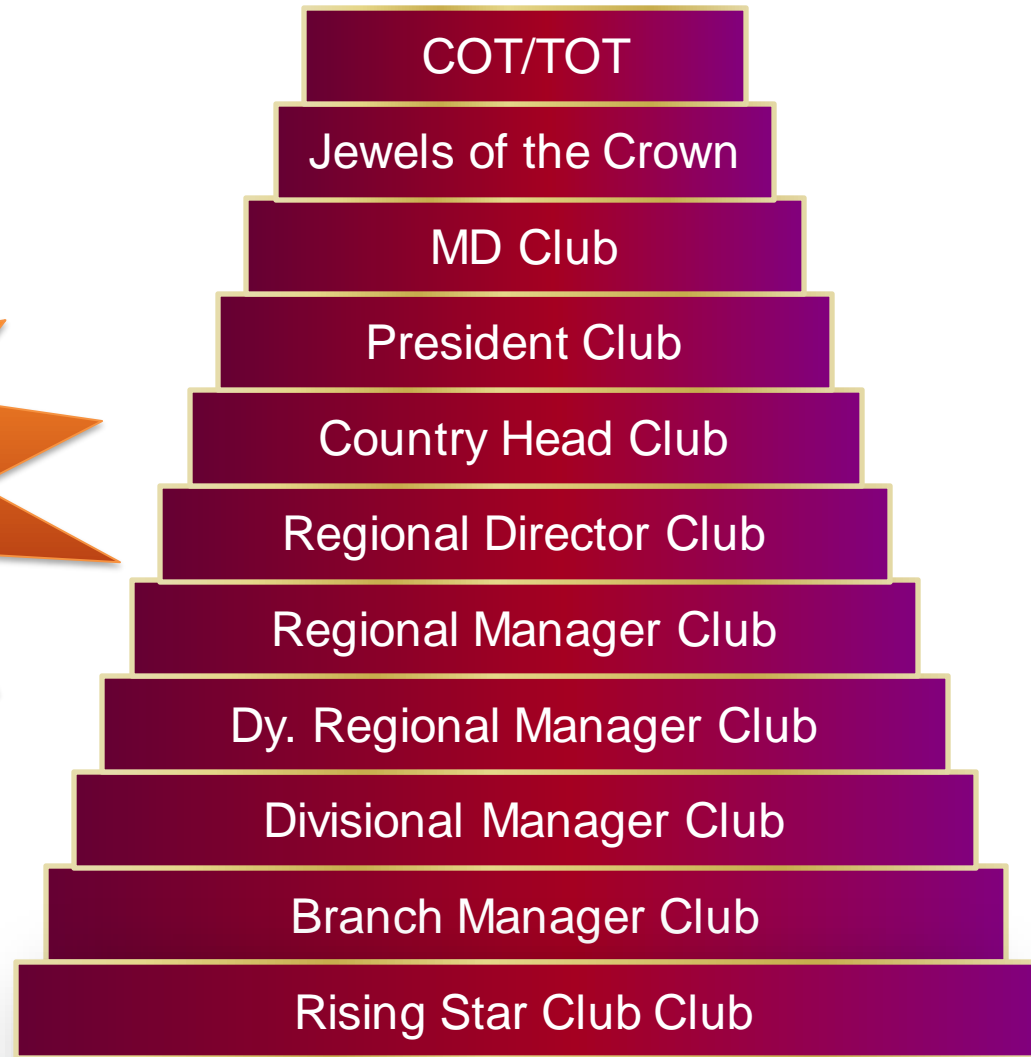 COT/TOT
Jewels of the Crown
MD Club
President Club
Country Head Club
Regional Director Club
Regional Manager Club
Dy. Regional Manager Club
Divisional Manager Club
Branch Manager Club
Rising Star Club Club